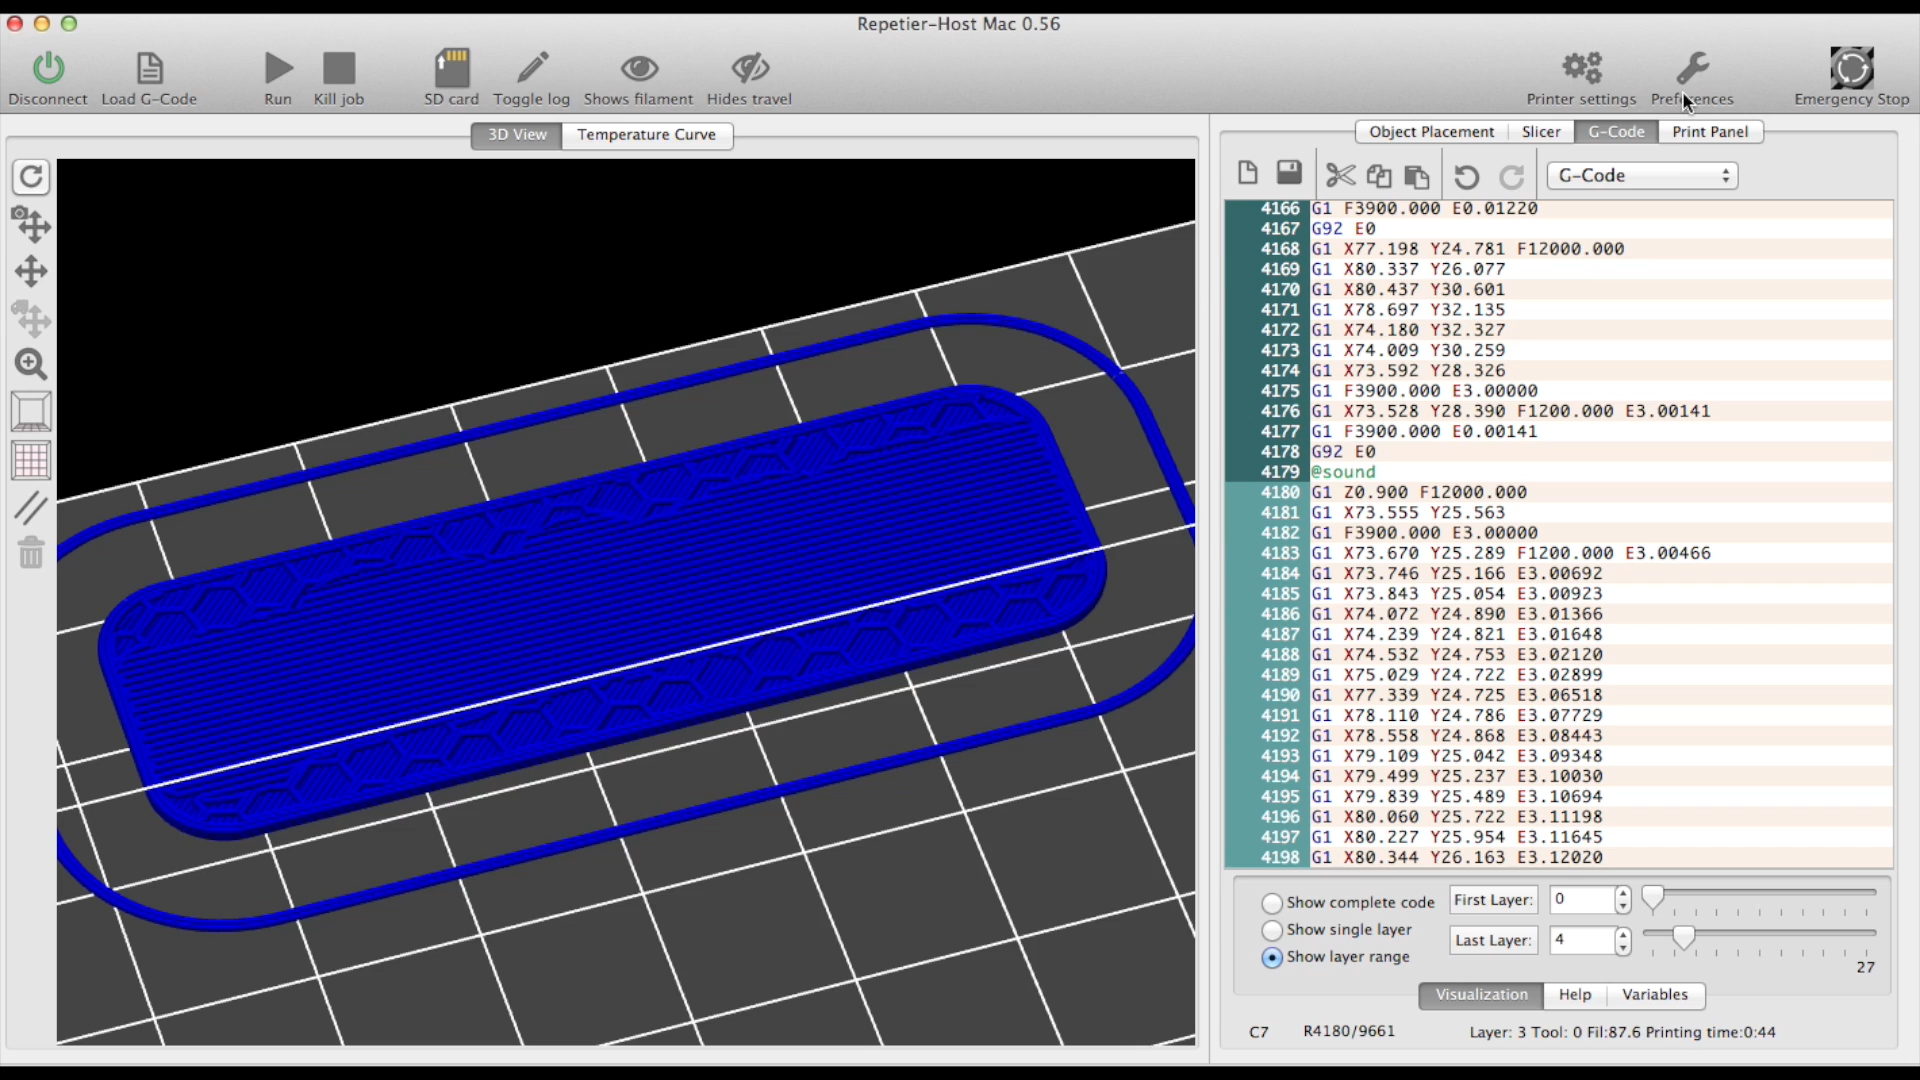 Repetier-Host Mac 0.56
Disconnect Load G-Code Run Kill job SD card Toggle log Shows filament Hides travel Printer settings Preferences Emergency Stop
3D View Temperature Curve
Object Placement Slicer G-Code Print Panel
G-Code
4166 G1 F3900.000 E0.01220
4167 G92 E0
4168 G1 X77.198 Y24.781 F12000.000
4169 G1 X80.337 Y26.077
4170 G1 X80.437 Y30.601
4171 G1 X78.697 Y32.135
4172 G1 X74.180 Y32.327
4173 G1 X74.009 Y30.259
4174 G1 X73.592 Y28.326
4175 G1 F3900.000 E3.00000
4176 G1 X73.528 Y28.390 F1200.000 E3.00141
4177 G1 F3900.000 E0.00141
4178 G92 E0
4179 @sound
4180 G1 Z0.900 F12000.000
4181 G1 X73.555 Y25.563
4182 G1 F3900.000 E3.00000
4183 G1 X73.670 Y25.289 F1200.000 E3.00466
4184 G1 X73.746 Y25.166 E3.00692
4185 G1 X73.843 Y25.054 E3.00923
4186 G1 X74.072 Y24.890 E3.01366
4187 G1 X74.239 Y24.821 E3.01648
4188 G1 X74.532 Y24.753 E3.02120
4189 G1 X75.029 Y24.722 E3.02899
4190 G1 X77.339 Y24.725 E3.06518
4191 G1 X78.110 Y24.786 E3.07729
4192 G1 X78.558 Y24.868 E3.08443
4193 G1 X79.109 Y25.042 E3.09348
4194 G1 X79.499 Y25.237 E3.10030
4195 G1 X79.839 Y25.489 E3.10694
4196 G1 X80.060 Y25.722 E3.11198
4197 G1 X80.227 Y25.954 E3.11645
4198 G1 X80.344 Y26.163 E3.12020
Show complete code First Layer: 0
Show single layer
Last Layer: 4
Show layer range
27
Visualization Help Variables
C7 R4180/9661 Layer: 3 Tool: 0 Fil:87.6 Printing time:0:44